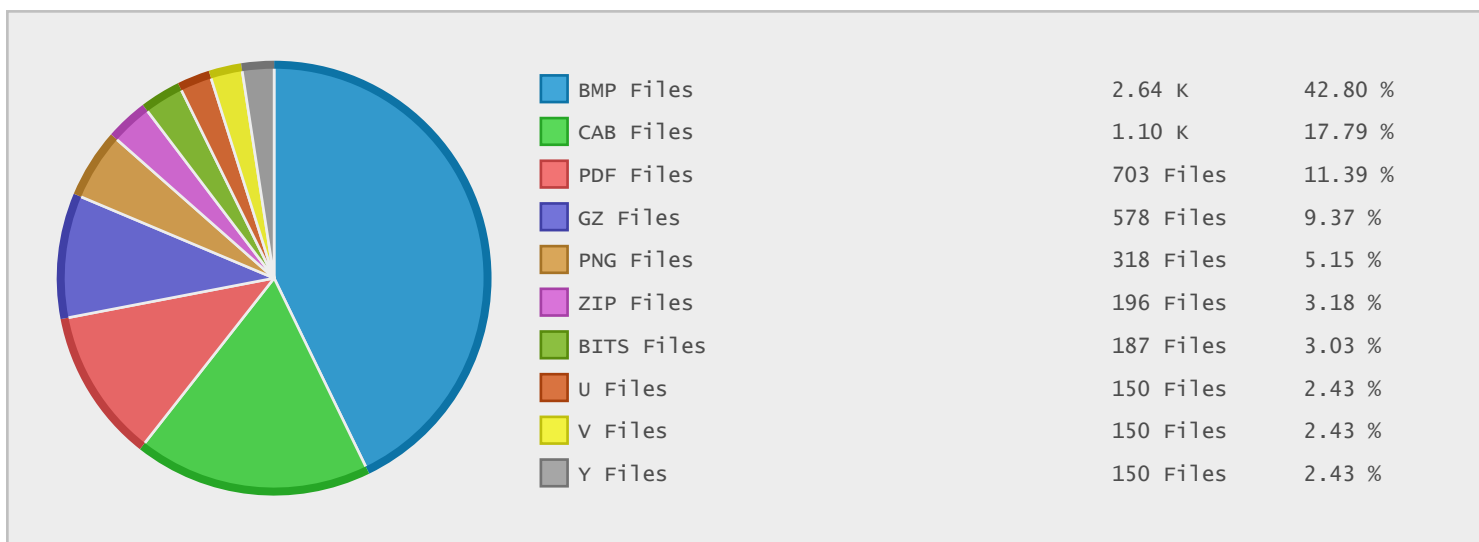 BMP Files 2.64 K 42.80 %
CAB Files 1.10 K 17.79 %
PDF Files 703 Files 11.39 %
GZ Files 578 Files 9.37 %
PNG Files 318 Files 5.15 %
ZIP Files 196 Files 3.18 %
BITS Files 187 Files 3.03 %
U Files 150 Files 2.43 %
V Files 150 Files 2.43 %
Y Files 150 Files 2.43 %